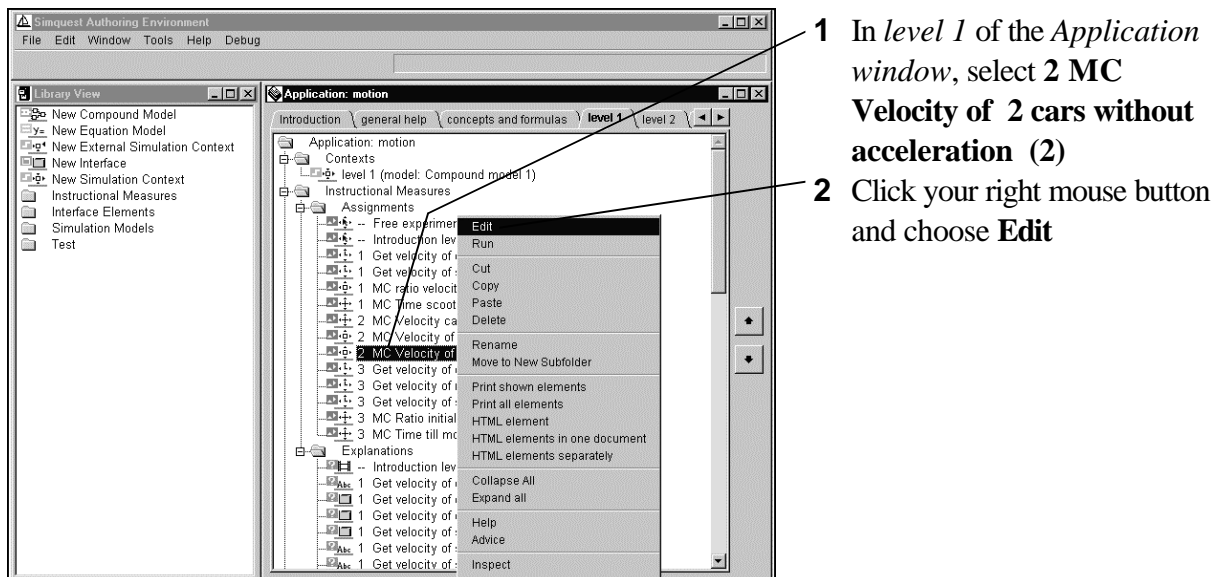 Simquest Authoring Environment
File Edit Window Tools Help Debug
Library View
New Compound Model
y= New Equation Model
New External Simulation Context
New Interface
New Simulation Context
Instructional Measures
Interface Elements
Simulation Models
Test
Application: motion
Introduction general help concepts and formulas level 1 level 2
Application: motion
Contexts
level 1 (model: Compound model 1)
Instructional Measures
Assignments
-- Free experimer
-- Introduction lev
1 Get velocity of
1 Get velocity of
1 MC ratio velocit
1 MC Time scoot
2 MC Velocity ca
2 MC Velocity of
2 MC Velocity of
3 Get velocity of
3 Get velocity of
3 Get velocity of
3 MC Ratio initial
3 MC Time till mo
Explanations
-- Introduction lev
Abc 1 Get velocity of
1 Get velocity of
1 Get velocity of
1 Get velocity of
Abc 1 Get velocity of
Abc 1 Get velocity of
Edit
Run
Cut
Copy
Paste
Delete
Rename
Move to New Subfolder
Print shown elements
Print all elements
HTML element
HTML elements in one document
HTML elements separately
Collapse All
Expand all
Help
Advice
Inspect
1 In level 1 of the Application
window, select 2 MC
Velocity of 2 cars without
acceleration (2)
2 Click your right mouse button
and choose Edit